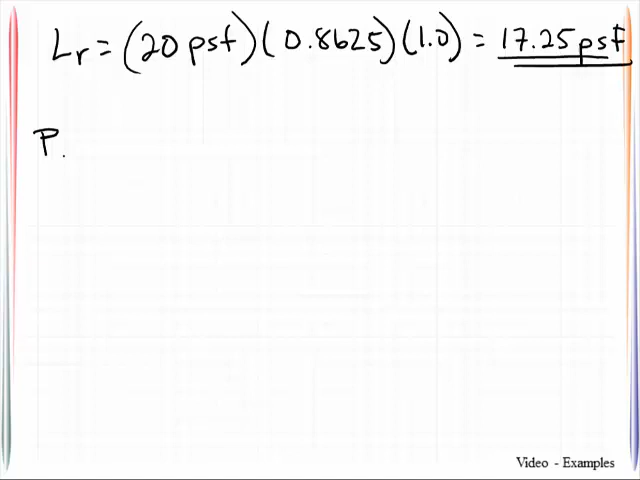 Lr = (20 psf)(0.8625)(1.0) = 17.25 psf
P.
Video - Examples